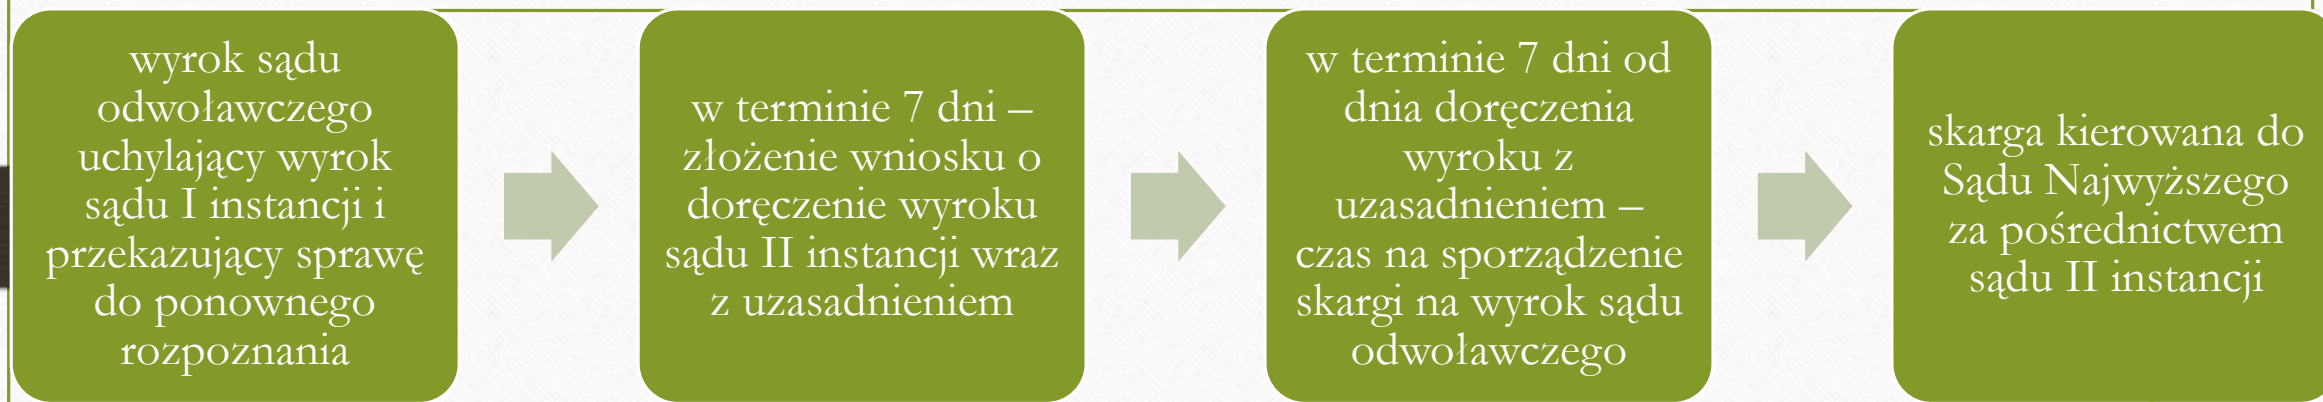 wyrok sądu
odwoławczego
uchylający wyrok
sądu I instancji i
przekazujący sprawę
do ponownego
rozpoznania
w terminie 7 dni –
złożenie wniosku o
doręczenie wyroku
sądu II instancji wraz
z uzasadnieniem
w terminie 7 dni od
dnia doręczenia
wyroku z
uzasadnieniem –
czas na sporządzenie
skargi na wyrok sądu
odwoławczego
skarga kierowana do
Sądu Najwyższego
za pośrednictwem
sądu II instancji